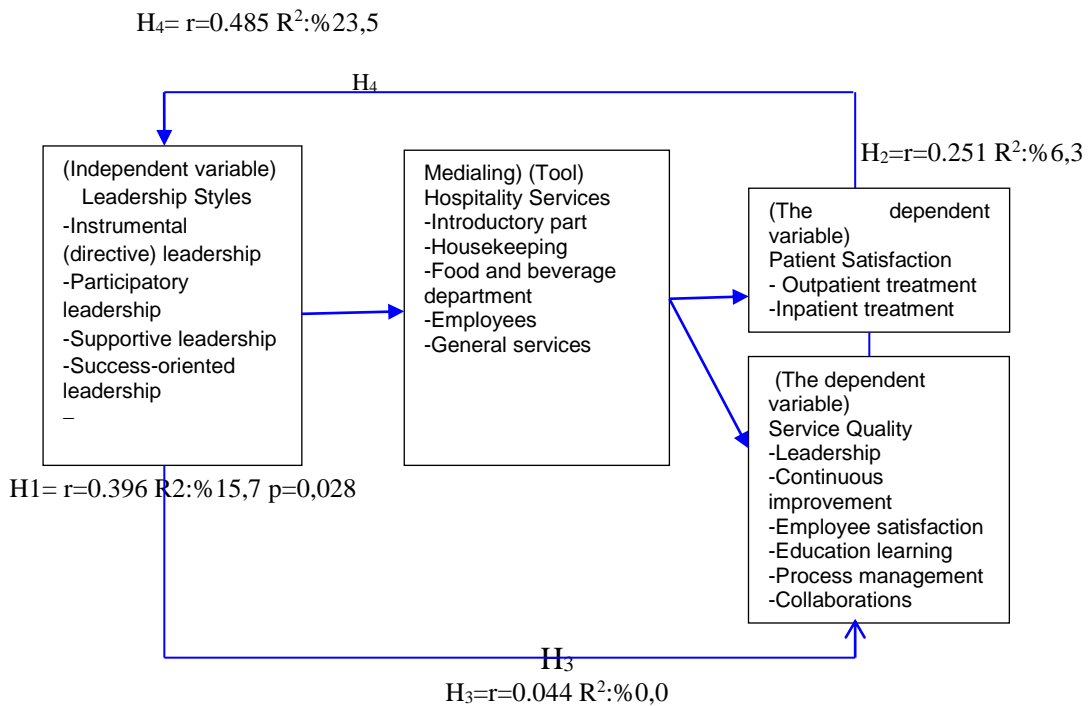 H4= r=0.485 R2:%23,5
H4
(Independent variable)
Leadership Styles
-Instrumental
(directive) leadership
-Participatory
leadership
-Supportive leadership
-Success-oriented
leadership
–
Medialing) (Tool)
Hospitality Services
-Introductory part
-Housekeeping
-Food and beverage
department
-Employees
-General services
H2=r=0.251 R2:%6,3
(The dependent
variable)
Patient Satisfaction
- Outpatient treatment
-Inpatient treatment
(The dependent
variable)
Service Quality
-Leadership
-Continuous
improvement
-Employee satisfaction
-Education learning
-Process management
-Collaborations
H1= r=0.396 R2:%15,7 p=0,028
H3
H3=r=0.044 R2:%0,0